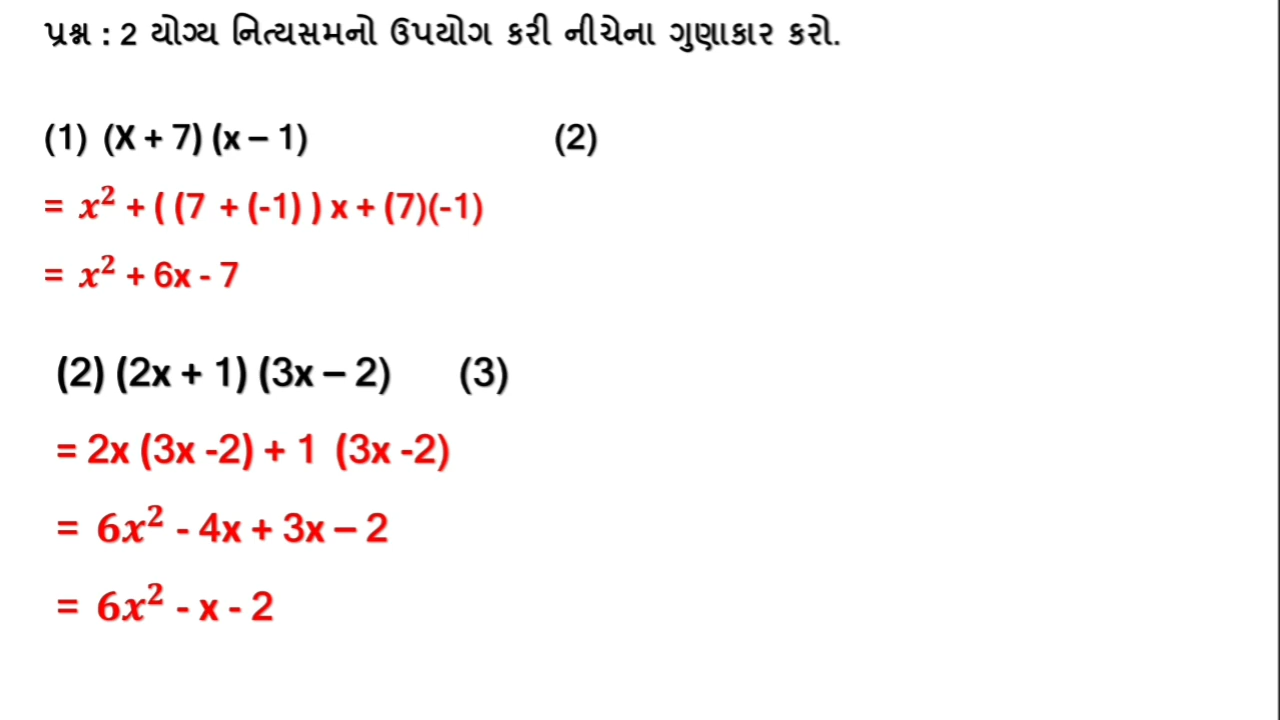 પ્રશ્ન : 2 યોગ્ય નિત્યસમનો ઉપયોગ કરી નીચેના ગુણાકાર કરો.
(1) (X + 7) (x – 1) (2)
= x² + ( (7 + (-1) ) x + (7)(-1)
= x² + 6x - 7
(2) (2x + 1) (3x – 2) (3)
= 2x (3x -2) + 1 (3x -2)
= 6x² - 4x + 3x – 2
= 6x² - x - 2